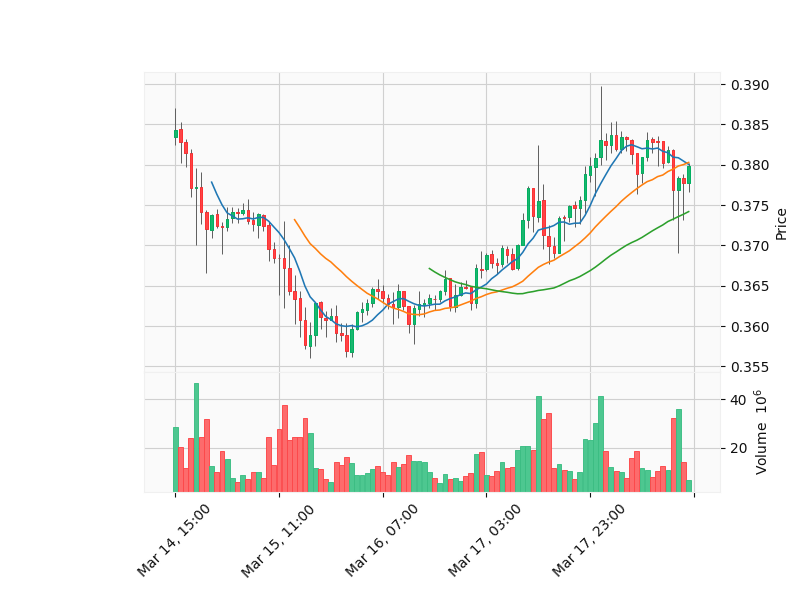 0.390
0.385
0.380
0.375
0.370
0.365
0.360
0.355
Price
40
20
Volume 10^6
Mar 14, 15:00
Mar 15, 11:00
Mar 16, 07:00
Mar 17, 03:00
Mar 17, 23:00